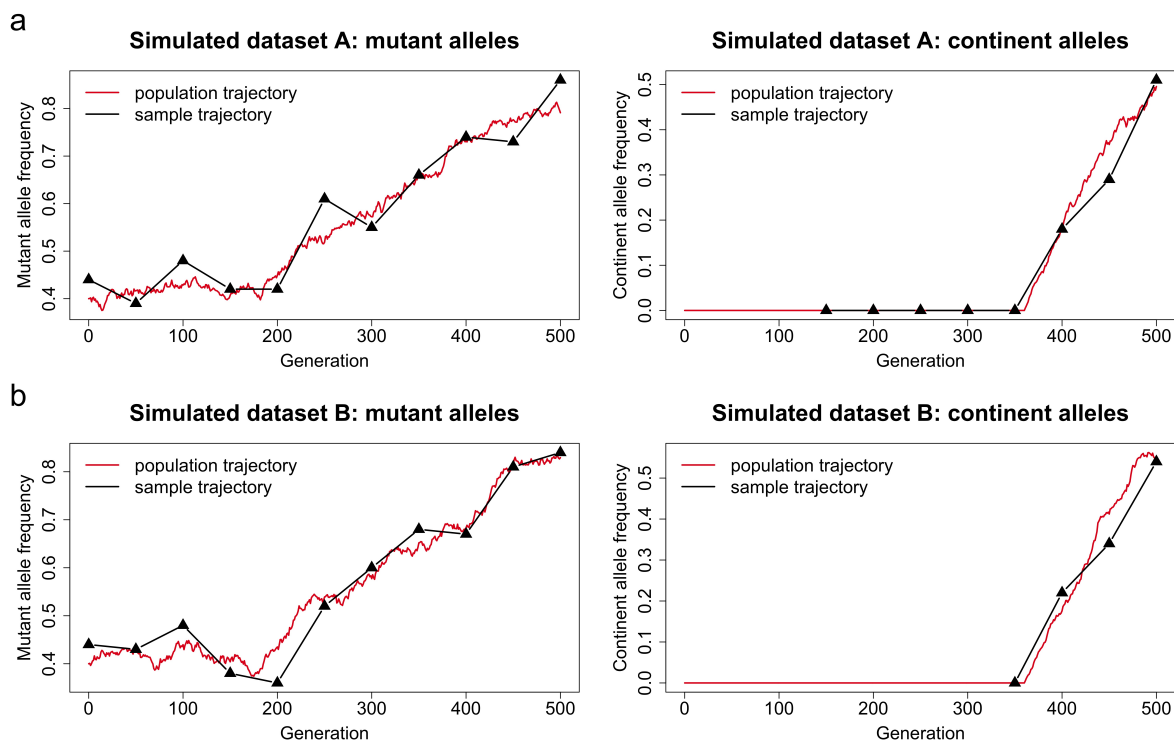 a
Simulated dataset A: mutant alleles
population trajectory
sample trajectory
Mutant allele frequency
0.4 0.5 0.6 0.7 0.8
0 100 200 300 400 500
Generation
Simulated dataset A: continent alleles
population trajectory
sample trajectory
Continent allele frequency
0.0 0.1 0.2 0.3 0.4 0.5
0 100 200 300 400 500
Generation
b
Simulated dataset B: mutant alleles
population trajectory
sample trajectory
Mutant allele frequency
0.4 0.5 0.6 0.7 0.8
0 100 200 300 400 500
Generation
Simulated dataset B: continent alleles
population trajectory
sample trajectory
Continent allele frequency
0.0 0.1 0.2 0.3 0.4 0.5
0 100 200 300 400 500
Generation